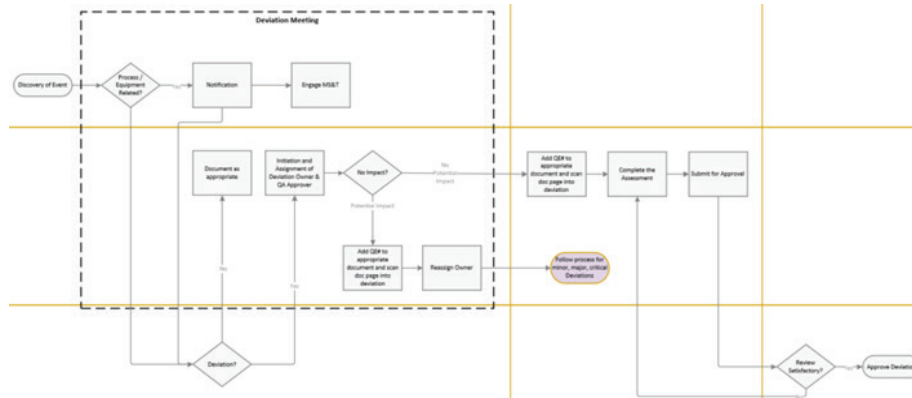 Deviation Meeting
Discovery of Event
Process /
Equipment
Related?
Yes
Notification
Engage MS&T
Document as
appropriate
Initiation and
Assignment of
Deviation Owner &
QA Approver
No Impact?
No
Potential
Impact
Add QE# to
appropriate
document and scan
doc page into
deviation
Complete the
Assessment
Submit for Approval
Potential Impact
Add QE# to
appropriate
document and scan
doc page into
deviation
Reassign Owner
Follow process for
minor, major, critical
Deviations
No
Yes
Deviation?
Review
Satisfactory?
Yes
Approve Deviation